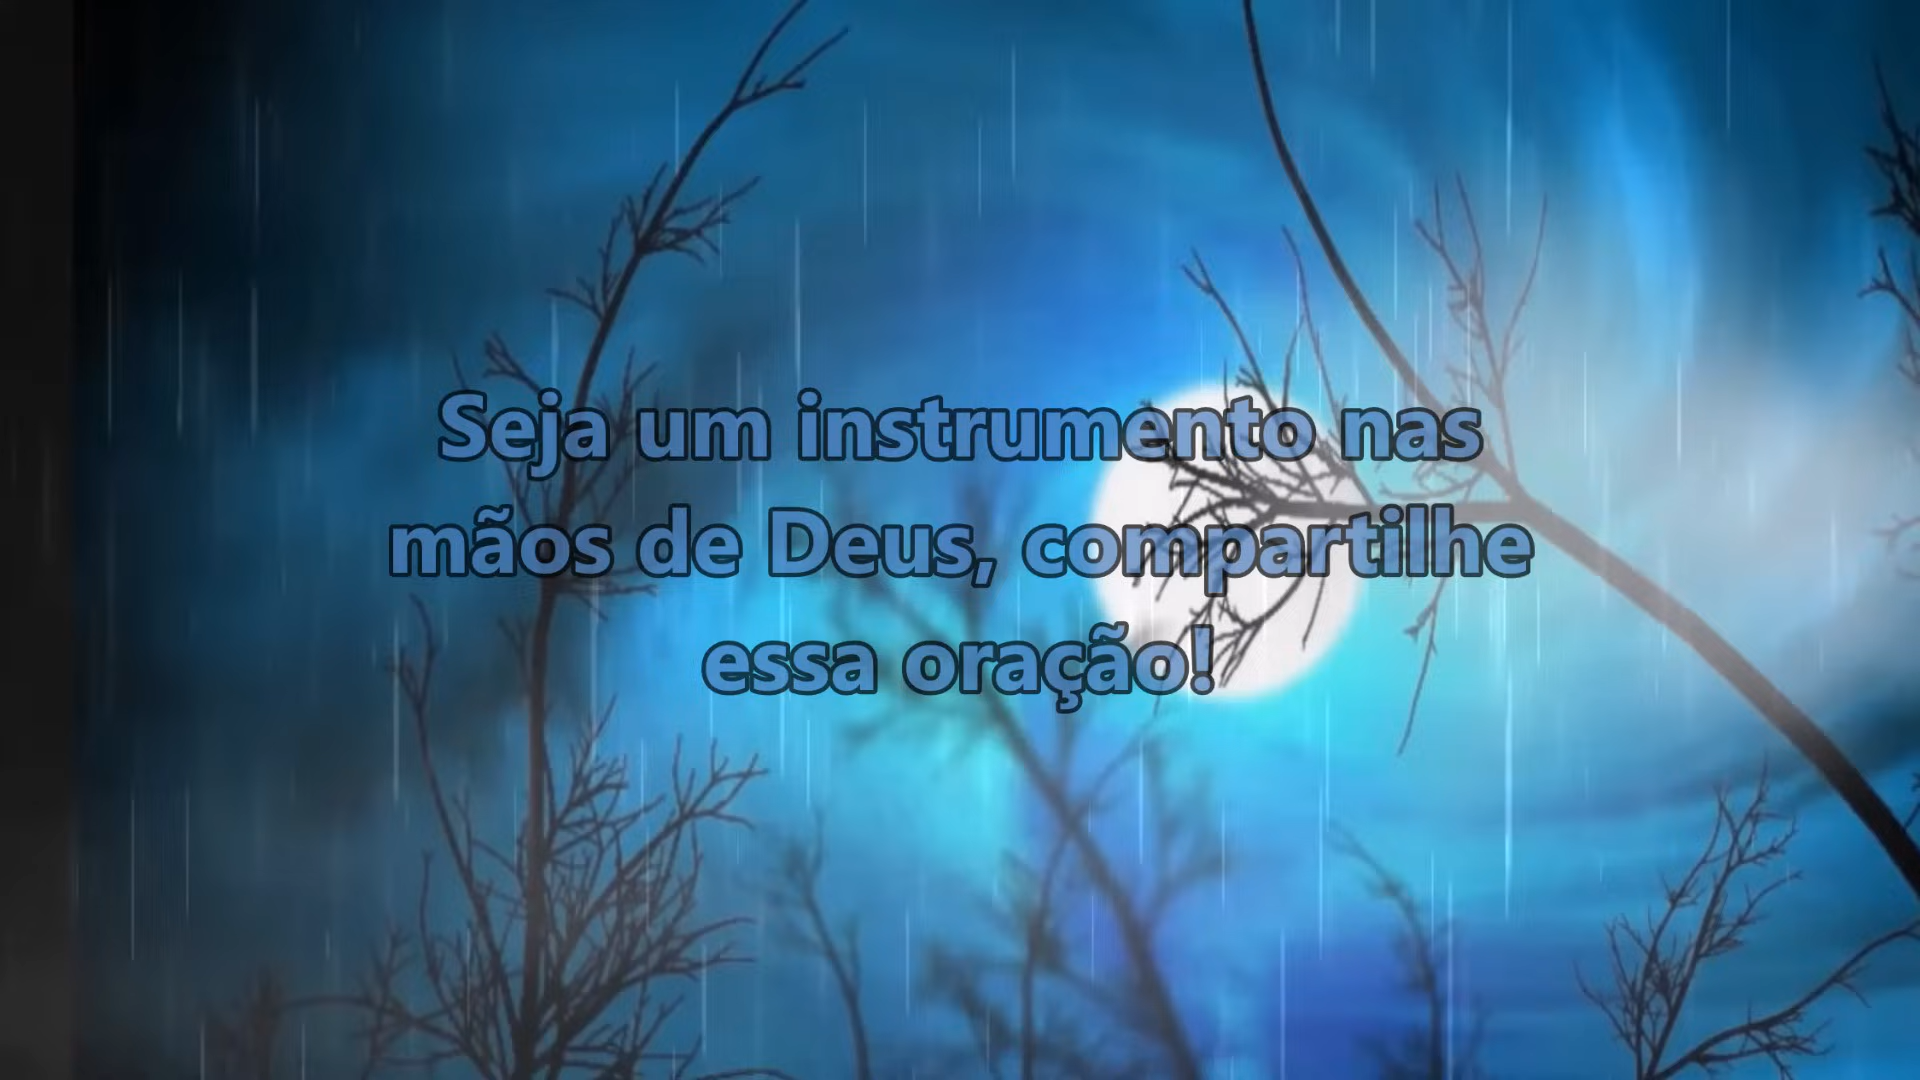 Seja um instrumento nas
mãos de Deus, compartilhe
essa oração!